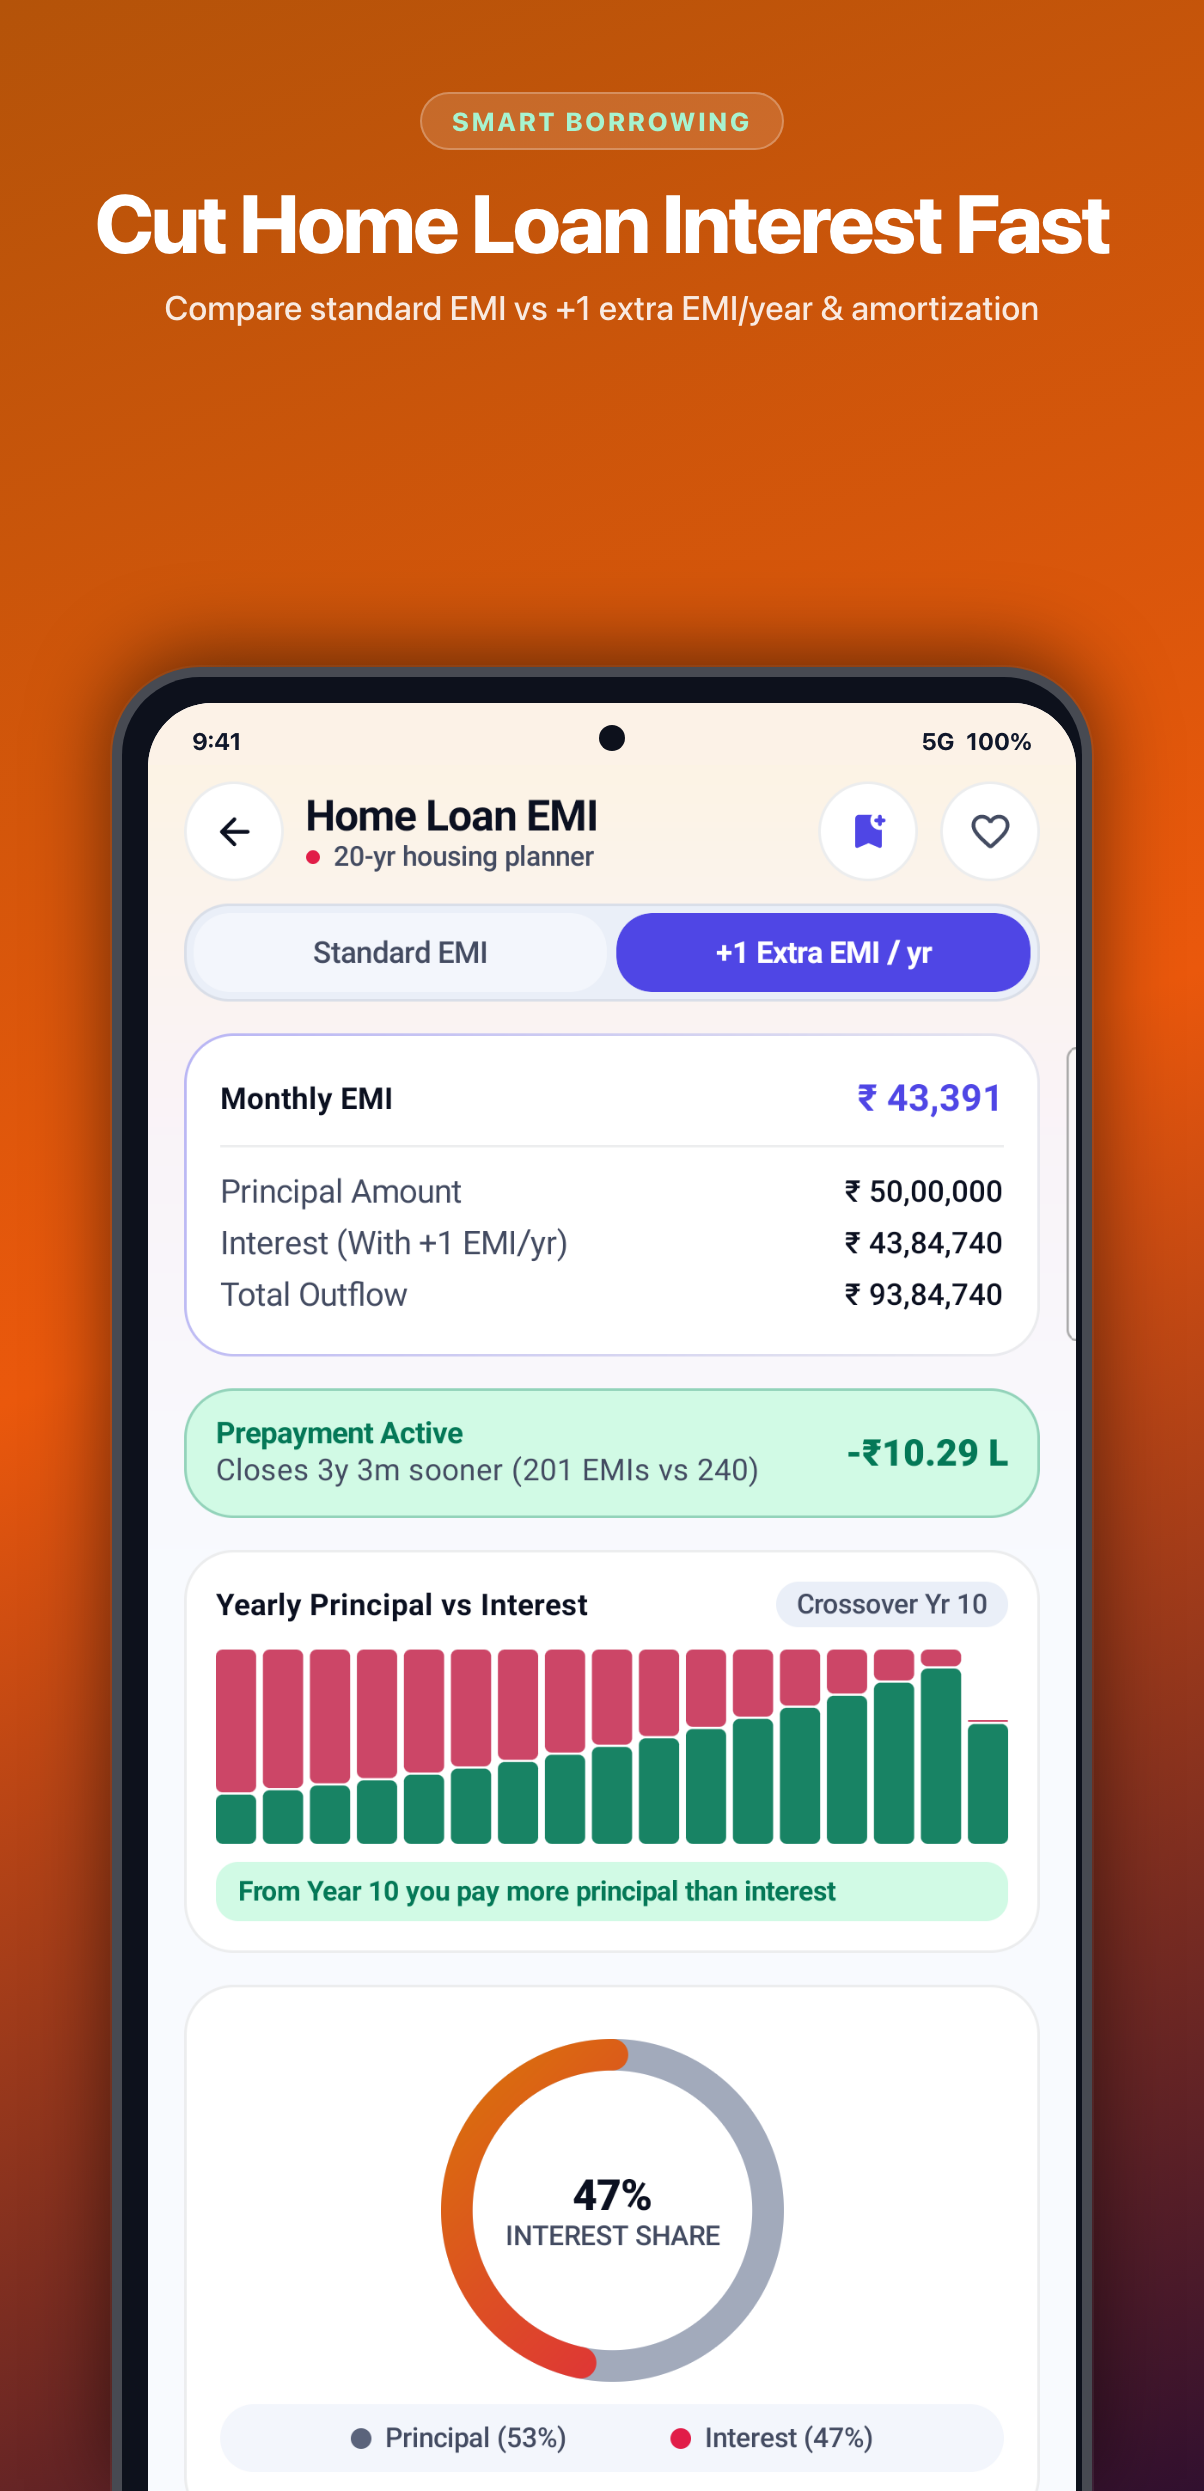 SMART BORROWING
Cut Home Loan Interest Fast
Compare standard EMI vs +1 extra EMI/year & amortization
9:41
5G 100%
Home Loan EMI
20-yr housing planner
Standard EMI
+1 Extra EMI / yr
Monthly EMI
₹ 43,391
Principal Amount
₹ 50,00,000
Interest (With +1 EMI/yr)
₹ 43,84,740
Total Outflow
₹ 93,84,740
Prepayment Active
Closes 3y 3m sooner (201 EMIs vs 240)
-₹10.29 L
Yearly Principal vs Interest
Crossover Yr 10
From Year 10 you pay more principal than interest
47%
INTEREST SHARE
Principal (53%)
Interest (47%)